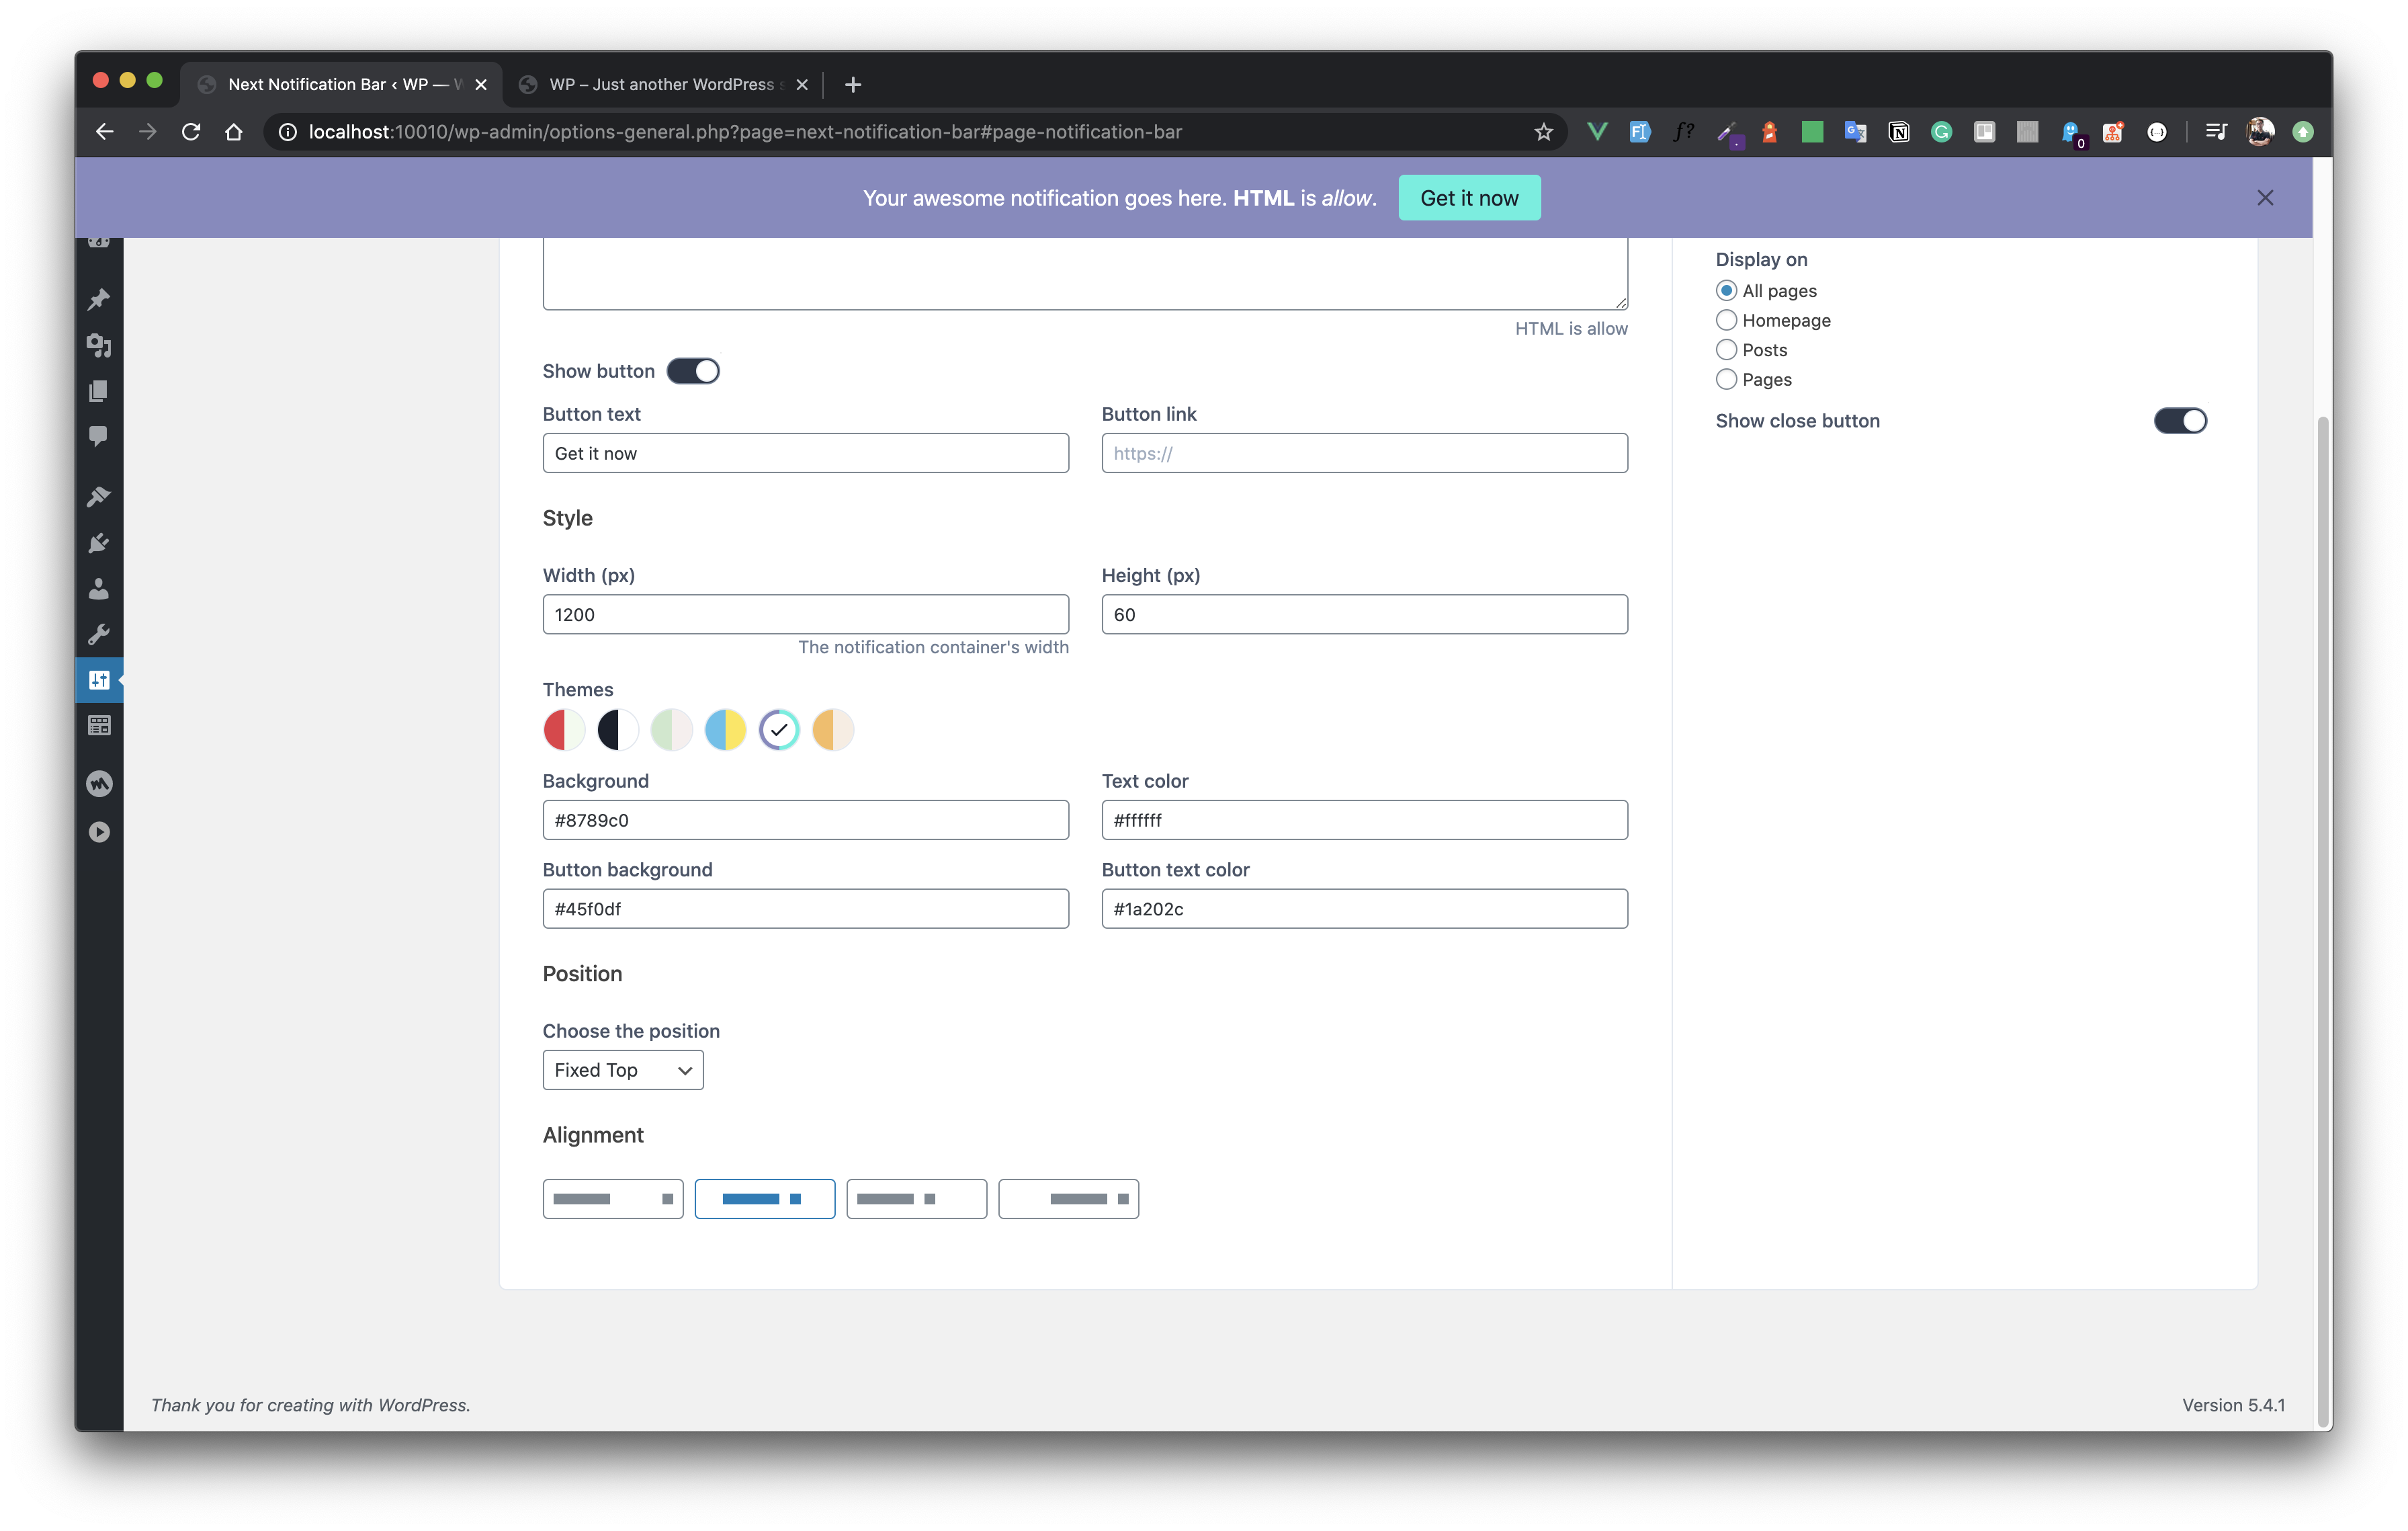 Next Notification Bar ‹ WP — W
WP – Just another WordPress s
localhost:10010/wp-admin/options-general.php?page=next-notification-bar#page-notification-bar
0
Your awesome notification goes here. HTML is allow.
Get it now
HTML is allow
Show button
Button text
Button link
Get it now
https://
Style
Width (px)
Height (px)
1200
60
The notification container's width
Themes
Background
Text color
#8789c0
#ffffff
Button background
Button text color
#45f0df
#1a202c
Position
Choose the position
Fixed Top
Alignment
Display on
All pages
Homepage
Posts
Pages
Show close button
Thank you for creating with WordPress.
Version 5.4.1